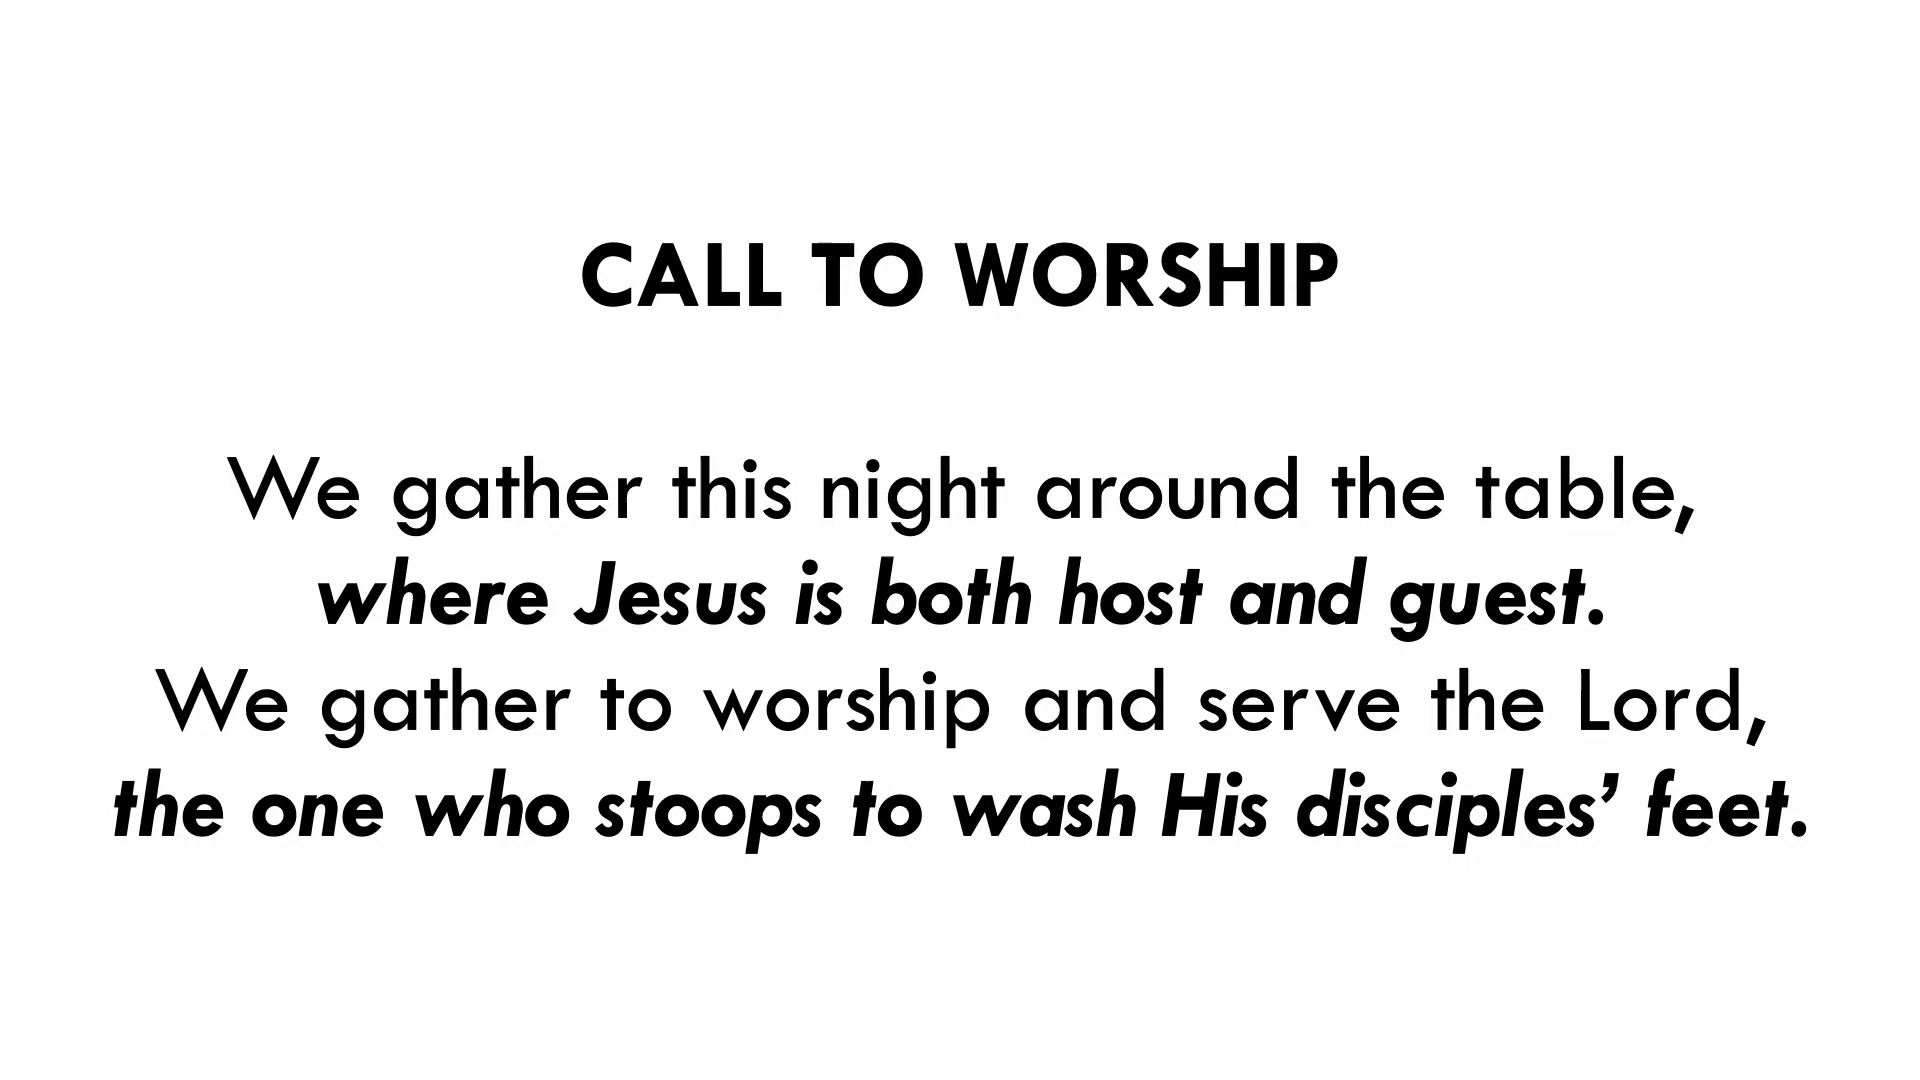 CALL TO WORSHIP
We gather this night around the table,
where Jesus is both host and guest.
We gather to worship and serve the Lord,
the one who stoops to wash His disciples’ feet.